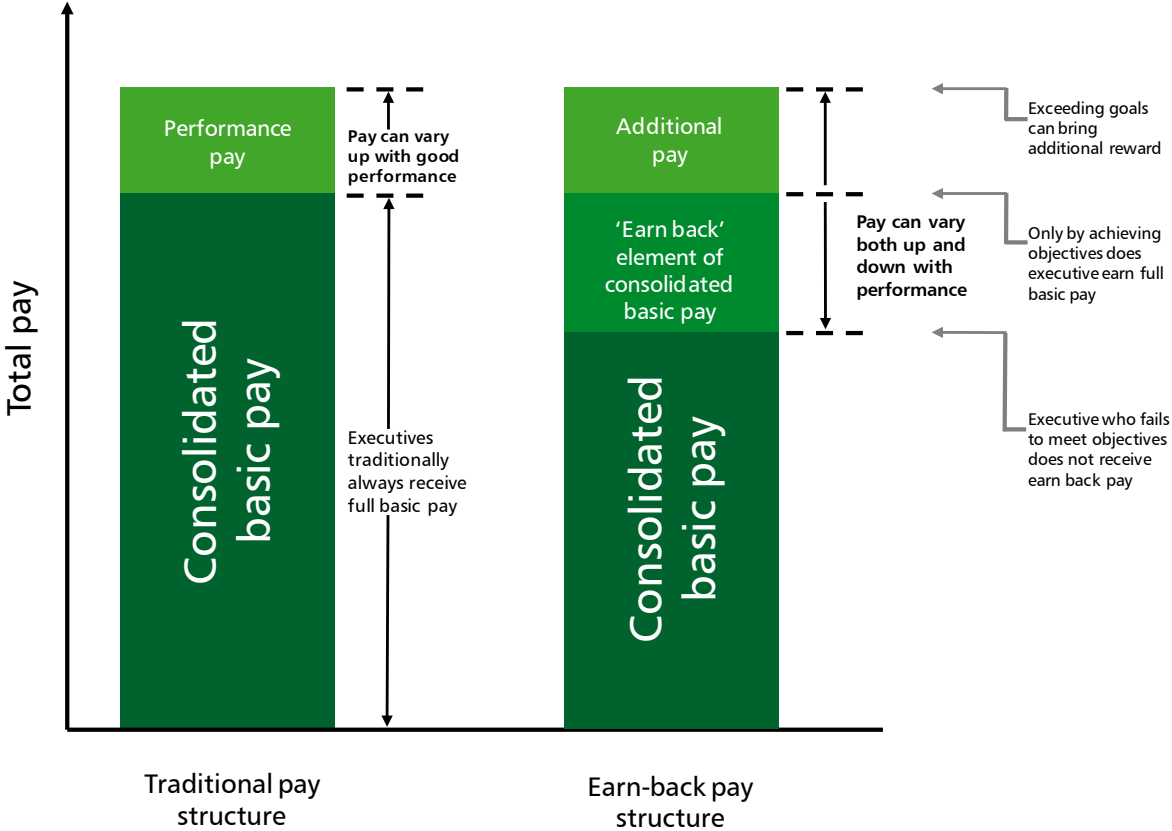 Total pay
Performance
pay
Pay can vary
up with good
performance
Consolidated
basic pay
Executives
traditionally
always receive
full basic pay
Traditional pay
structure
Additional
pay
‘Earn back’
element of
consolidated
basic pay
Consolidated
basic pay
Pay can vary
both up and
down with
performance
Earn-back pay
structure
Exceeding goals
can bring
additional reward
Only by achieving
objectives does
executive earn full
basic pay
Executive who fails
to meet objectives
does not receive
earn back pay